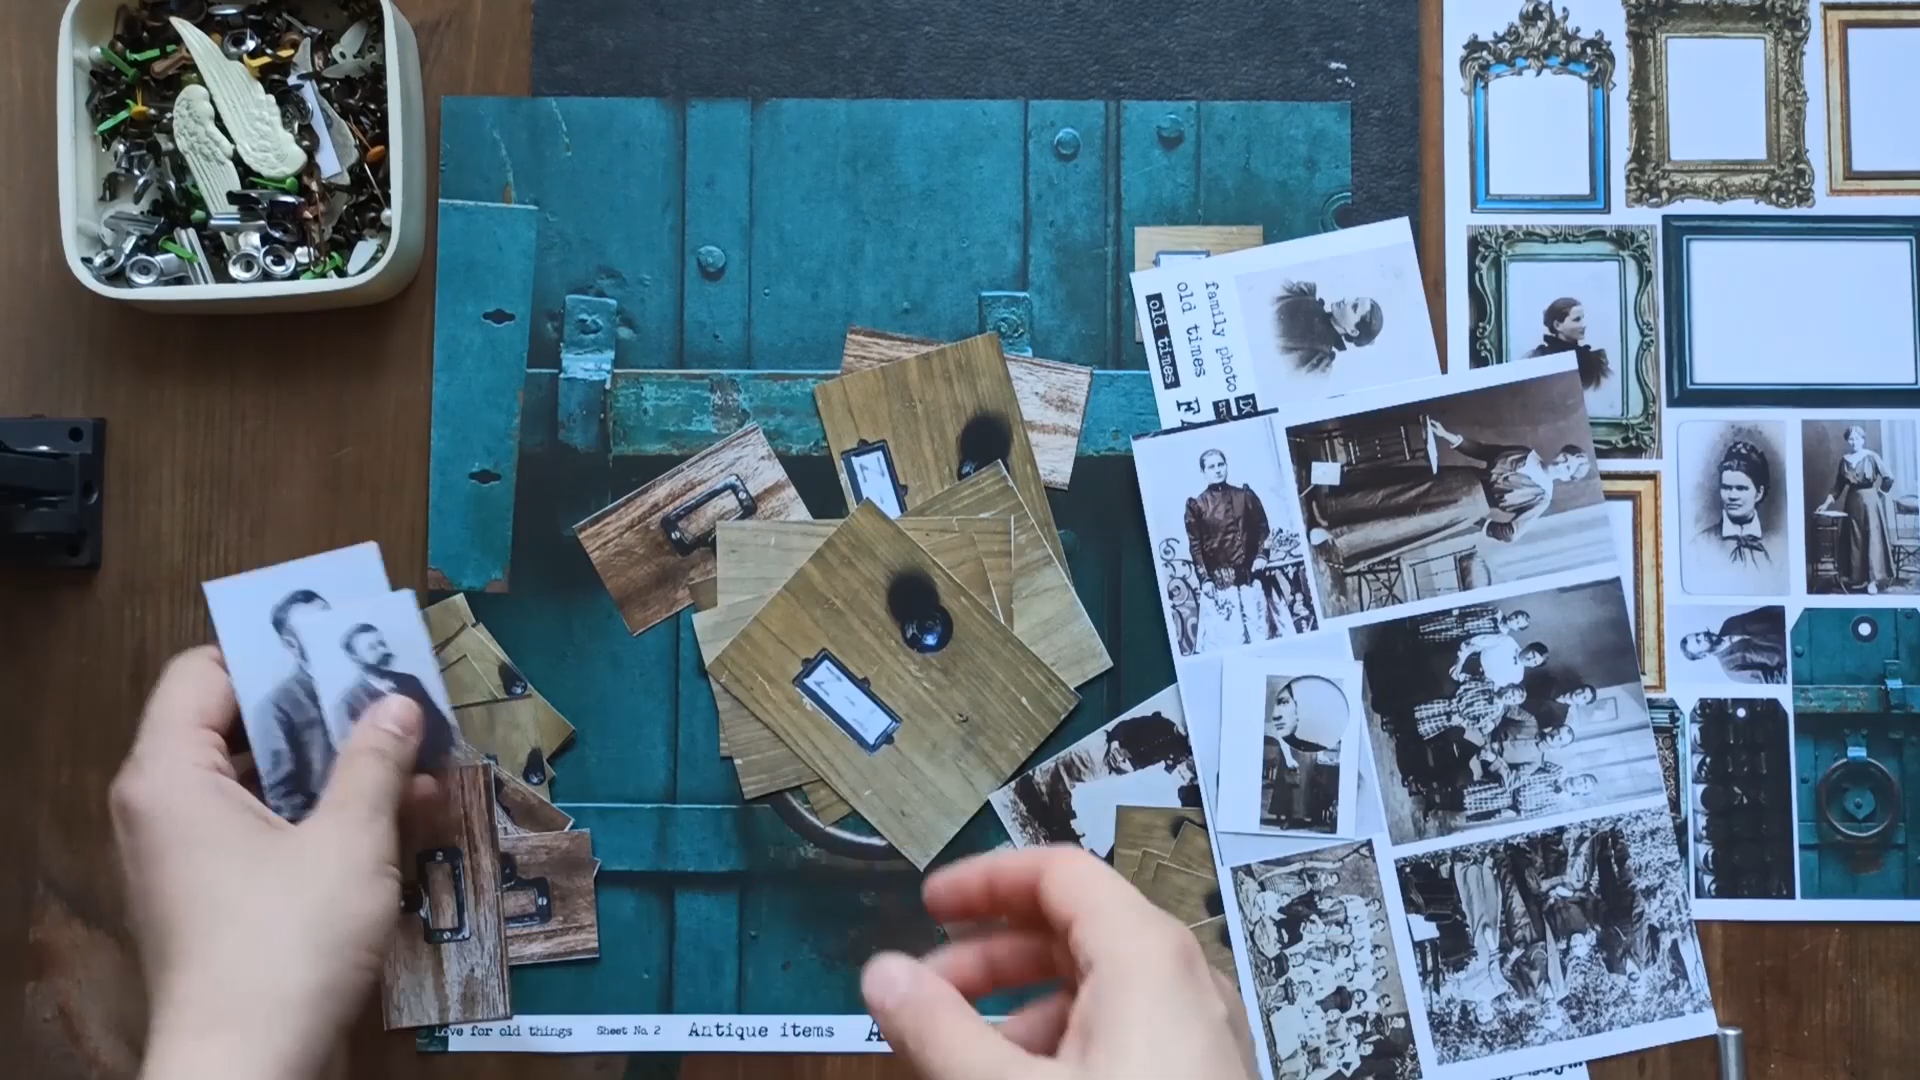 family photo
old times
old times
Love for old things Sheet No. 2 Antique items